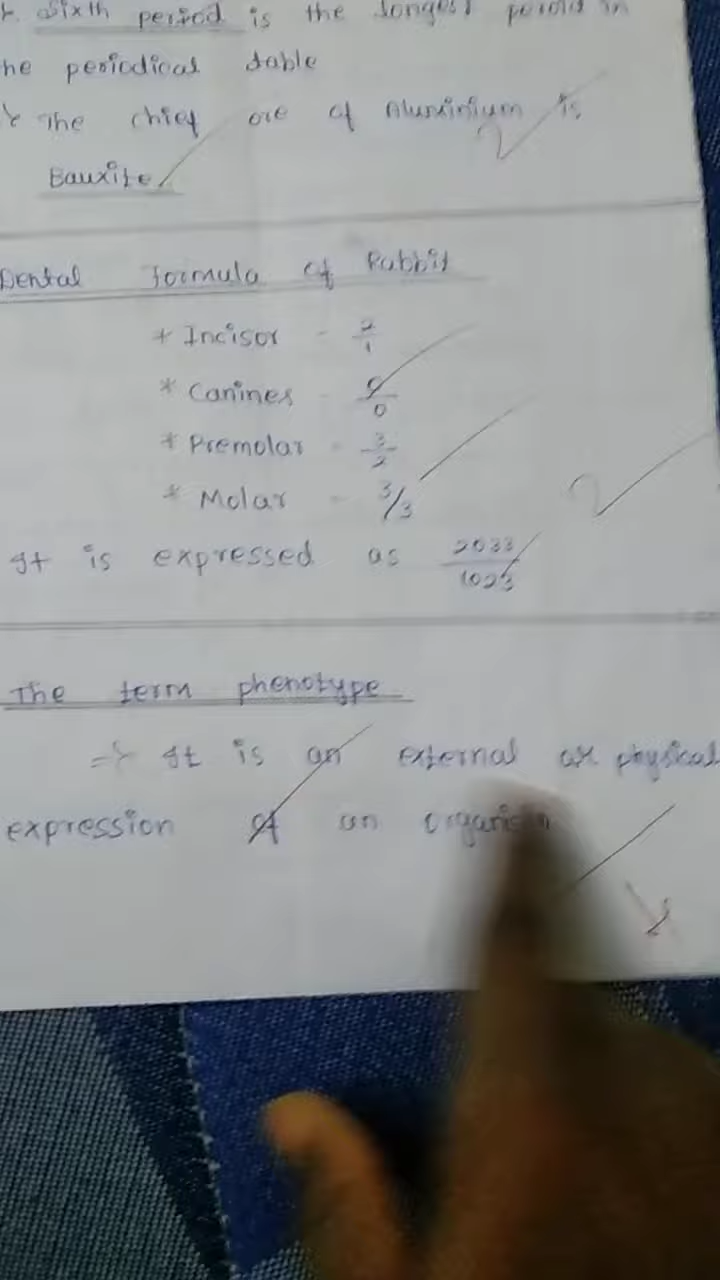 Sixth period is the longest peroid in
he periodical table
The chief ore of Aluminium is
Bauxite
Dental formula of Rabbit
* Incisor - 2/1
* Canines - 0/0
* Premolar - 3/2
* Molar - 3/3
It is expressed as 2033/1023
The term phenotype
=> It is an external or physical
expression of an organism